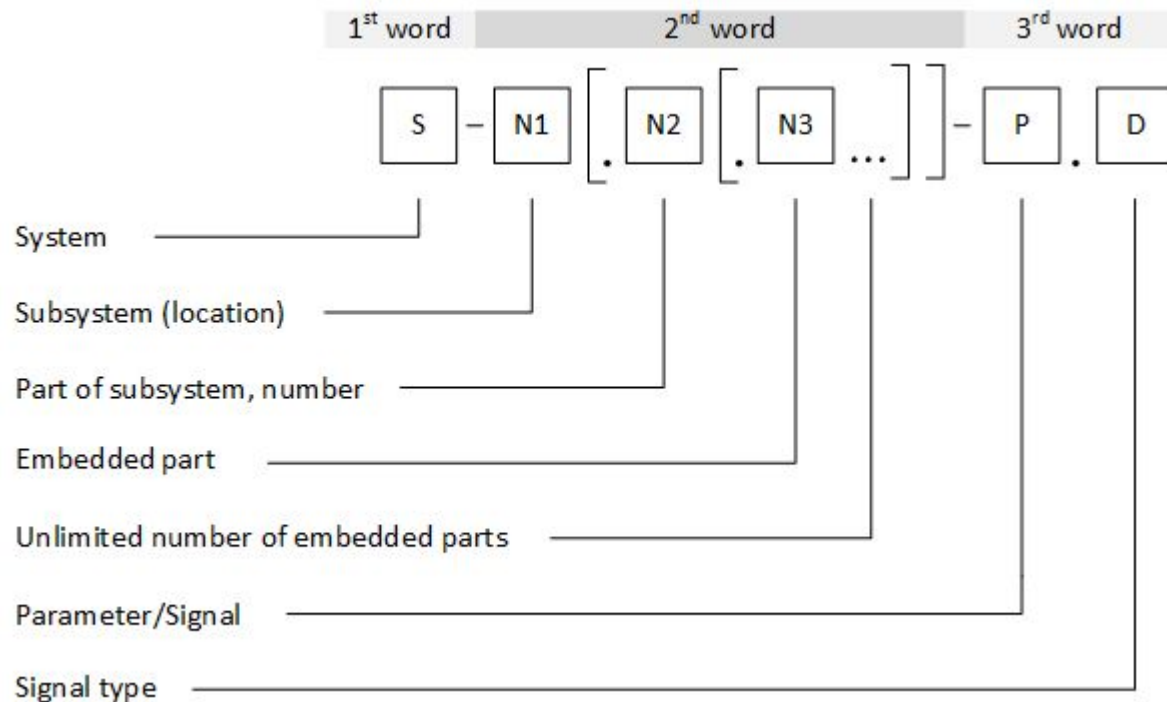 1st word 2nd word 3rd word
S – N1 [ . N2 [ . N3 ... ] ] – P . D
System
Subsystem (location)
Part of subsystem, number
Embedded part
Unlimited number of embedded parts
Parameter/Signal
Signal type